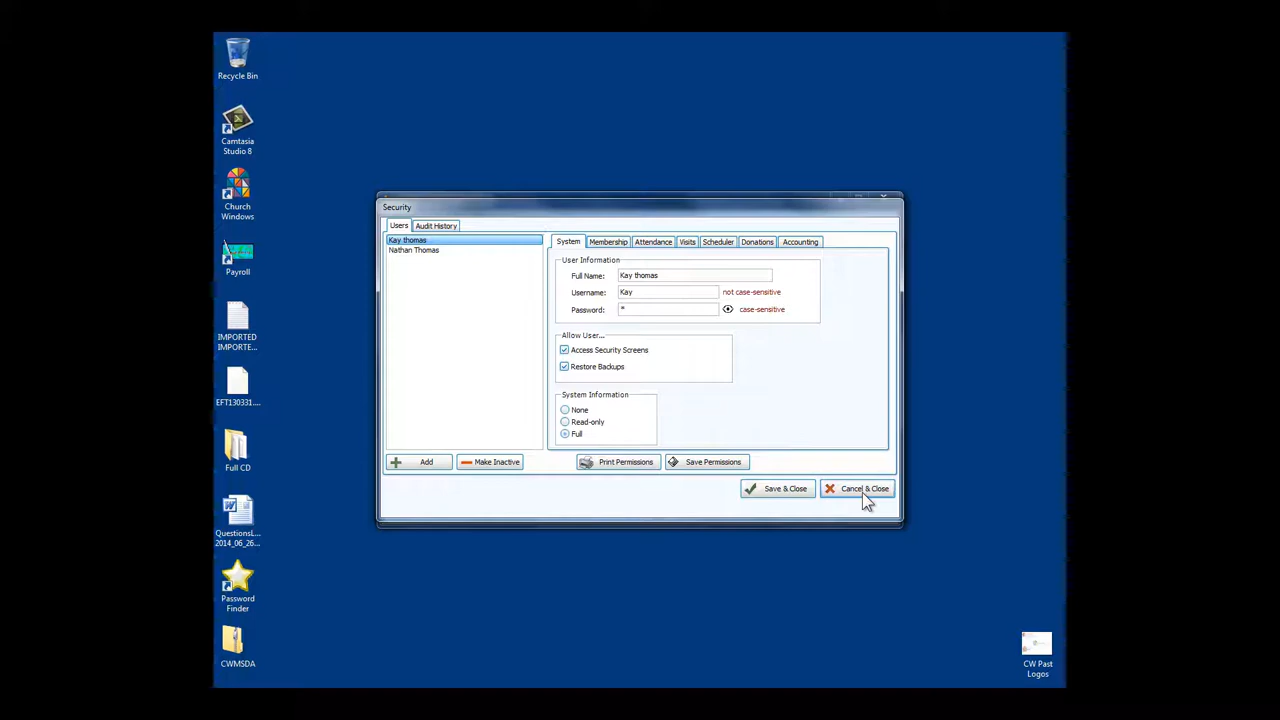 Recycle Bin
Camtasia
Studio 8
Church
Windows
Payroll
IMPORTED
IMPORTE...
EFT130331....
Full CD
QuestionsL...
2014_06_26...
Password
Finder
CWMSDA
CW Past
Logos
Security
Users
Audit History
Kay thomas
Nathan Thomas
System
Membership
Attendance
Visits
Scheduler
Donations
Accounting
User Information
Full Name: Kay thomas
Username: Kay not case-sensitive
Password: * case-sensitive
Allow User...
Access Security Screens
Restore Backups
System Information
None
Read-only
Full
Add
Make Inactive
Print Permissions
Save Permissions
Save & Close
Cancel & Close